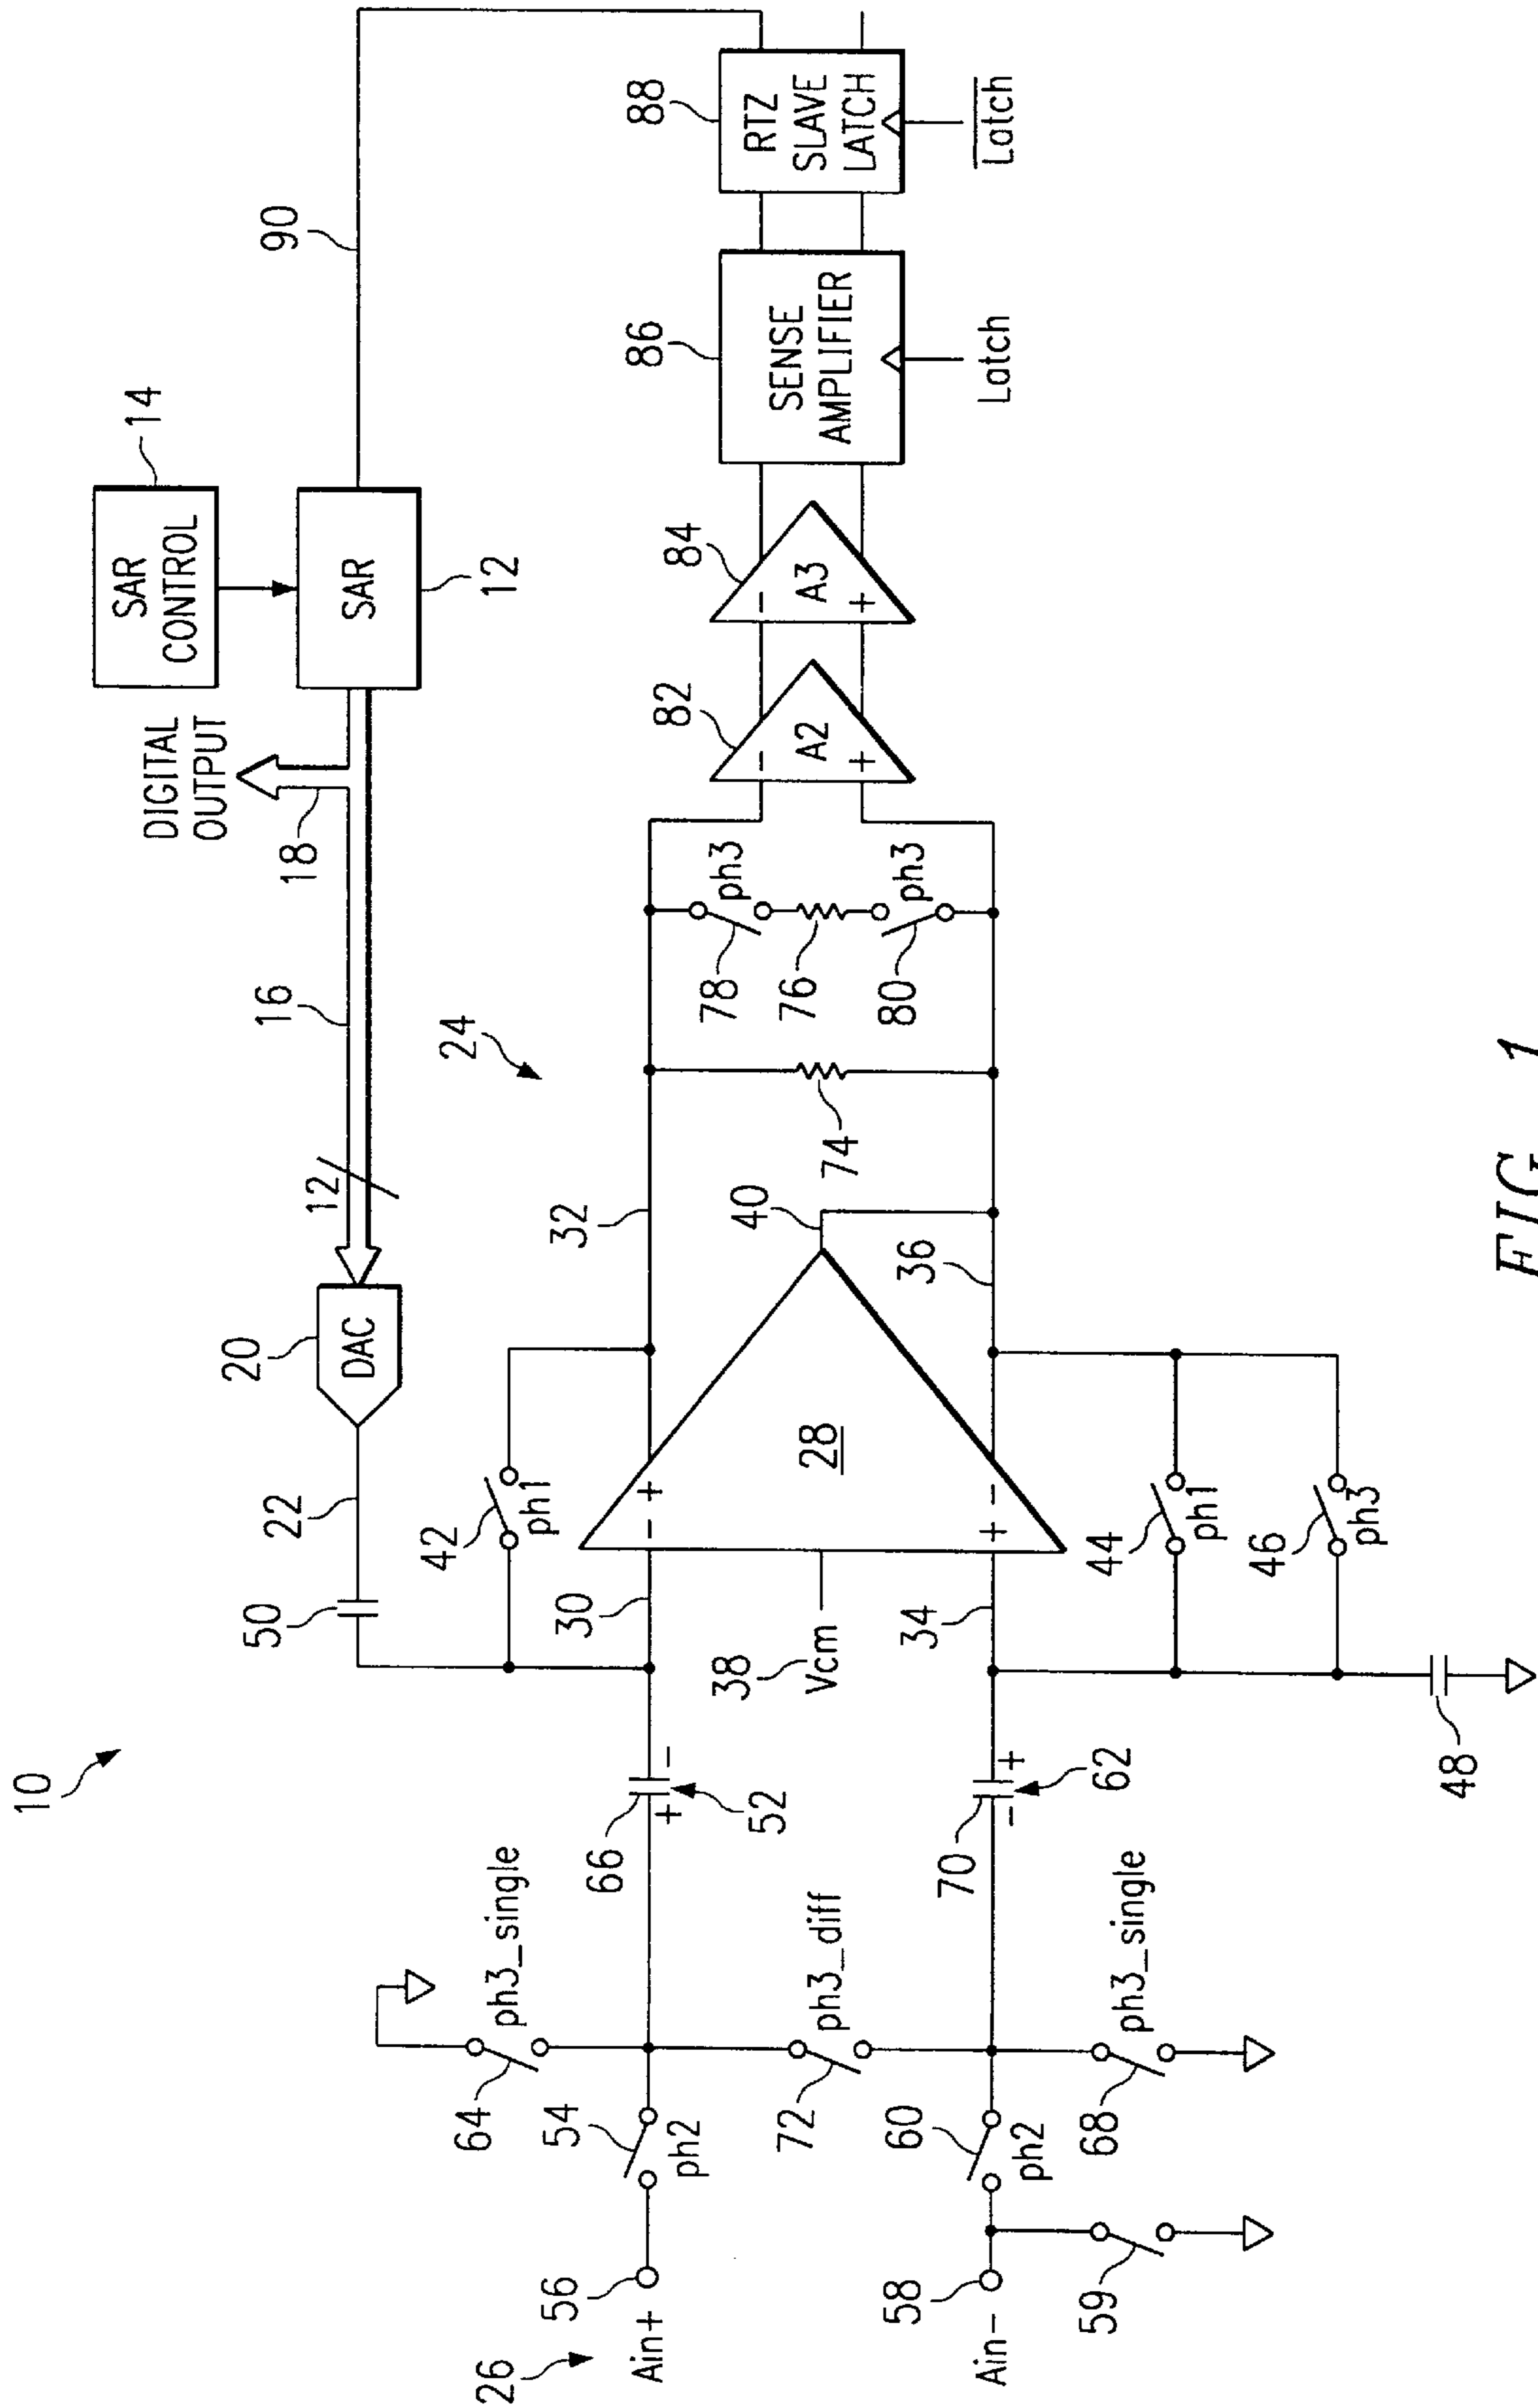 10
14
SAR
CONTROL
DIGITAL
OUTPUT
18
SAR
12
90
16
12
20
DAC
22
50
24
88
RTZ
SLAVE
LATCH
Latch
86
SENSE
AMPLIFIER
Latch
84
A3
-
+
82
A2
-
+
ph3
78
76
80
ph3
74
32
40
36
42
ph1
30
-
+
28
38
Vcm
34
+
-
44
ph1
46
ph3
48
66
+
-
52
70
-
+
62
ph3_single
64
54
ph2
72
ph3_diff
60
ph2
ph3_single
68
26
56
Ain+
58
Ain-
59
FIG. 1